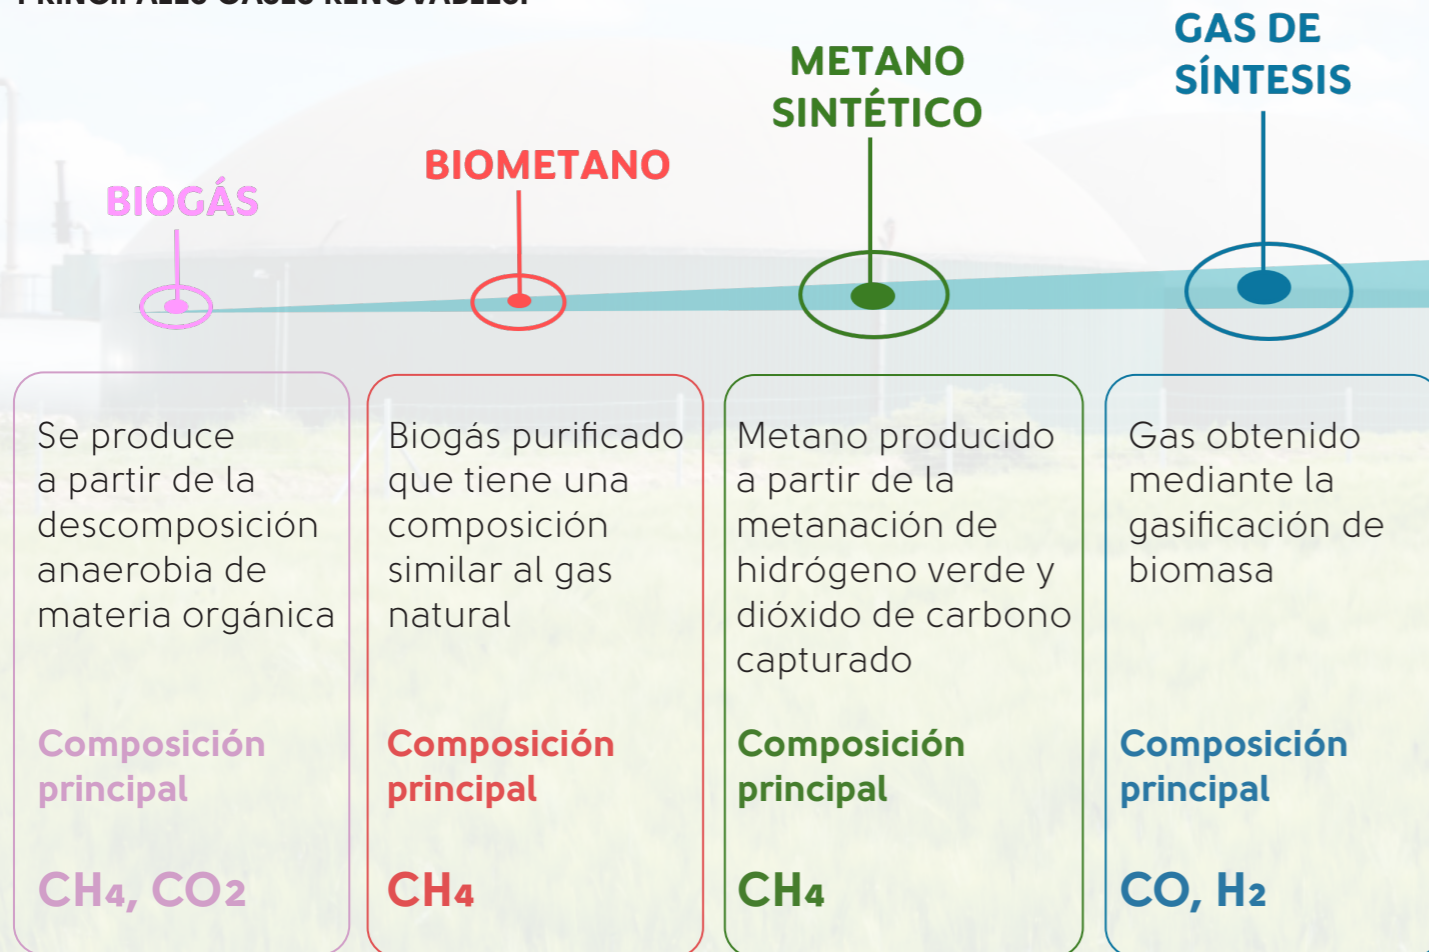 PRINCIPALES GASES RENOVABLES:
BIOGÁS
BIOMETANO
METANO
SINTÉTICO
GAS DE
SÍNTESIS
Se produce
a partir de la
descomposición
anaerobia de
materia orgánica
Composición
principal
CH4, CO2
Biogás purificado
que tiene una
composición
similar al gas
natural
Composición
principal
CH4
Metano producido
a partir de la
metanación de
hidrógeno verde y
dióxido de carbono
capturado
Composición
principal
CH4
Gas obtenido
mediante la
gasificación de
biomasa
Composición
principal
CO, H2